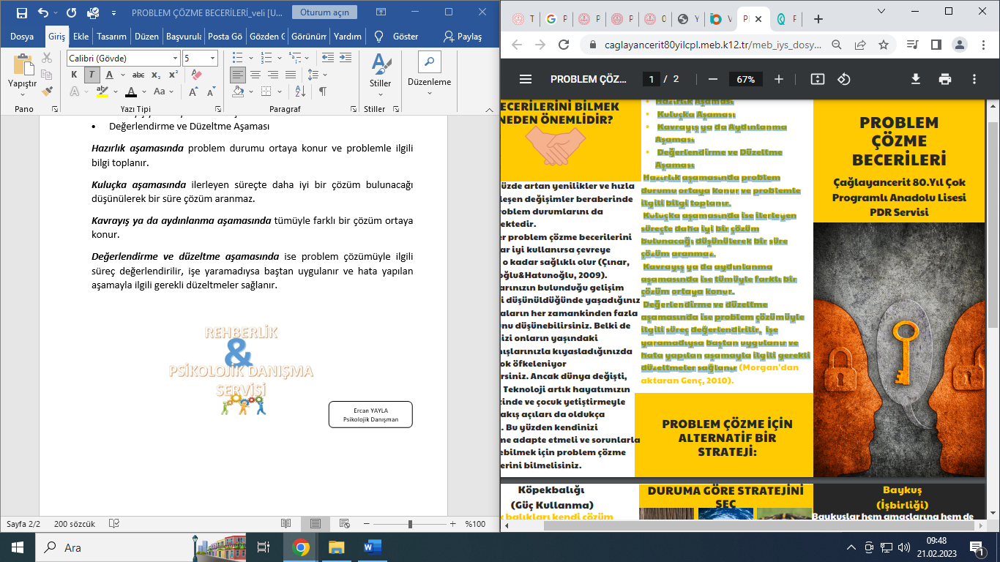 PROBLEM ÇÖZME BECERİLERİ_veli [U...
Oturum açın
Dosya
Giriş
Ekle
Tasarım
Düzen
Başvurula
Posta Gö
Gözden G
Görünüm
Yardım
Göster
Paylaş
Yapıştır
Calibri (Gövde)
5
Stiller
Düzenleme
Pano
Yazı Tipi
Paragraf
Stiller
• Değerlendirme ve Düzeltme Aşaması
Hazırlık aşamasında problem durumu ortaya konur ve problemle ilgili
bilgi toplanır.
Kuluçka aşamasında ilerleyen süreçte daha iyi bir çözüm bulunacağı
düşünülerek bir süre çözüm aranmaz.
Kavrayış ya da aydınlanma aşamasında tümüyle farklı bir çözüm ortaya
konur.
Değerlendirme ve düzeltme aşamasında ise problem çözümüyle ilgili
süreç değerlendirilir, işe yaramadıysa baştan uygulanır ve hata yapılan
aşamayla ilgili gerekli düzeltmeler sağlanır.
REHBERLİK
&
PSİKOLOJİK DANIŞMA
SERVİSİ
Ercan YAYLA
Psikolojik Danışman
Sayfa 2/2
200 sözcük
%100
caglayancerit80yilcpl.meb.k12.tr/meb_iys_dosy...
PROBLEM ÇÖZ...
1 / 2
67%
ECERİLERİNİ BİLMEK
NEDEN ÖNEMLİDİR?
üzde artan yenilikler ve hızla
leşen değişimler beraberinde
roblem durumlarını da
ektedir.
er problem çözme becerilerini
ar iyi kullanırsa çevreye
o kadar sağlıklı olur (Çınar,
oğlu&Hatunoğlu, 2009).
arınızın bulunduğu gelişim
i düşünüldüğünde yaşadığınız
aların her zamankinden fazla
unu düşünebilirsiniz. Belki de
izi onların yaşındaki
nışlarınızla kıyasladığınızda
ok öfkeleniyor
rsiniz. Ancak dünya değişti,
Teknoloji artık hayatımızın
zinde ve çocuk yetiştirmeyle
akış açıları da oldukça
. Bu yüzden kendinizi
me adapte etmeli ve sorunlarla
ebilmek için problem çözme
erini bilmelisiniz.
• Hazırlık Aşaması
• Kuluçka Aşaması
• Kavrayış ya da Aydınlanma
Aşaması
• Değerlendirme ve Düzeltme
Aşaması
Hazırlık aşamasında problem
durumu ortaya konur ve problemle
ilgili bilgi toplanır.
Kuluçka aşamasında ise ilerleyen
süreçte daha iyi bir çözüm
bulunacağı düşünülerek bir süre
çözüm aranmaz.
Kavrayış ya da aydınlanma
aşamasında ise tümüyle farklı bir
çözüm ortaya konur.
Değerlendirme ve düzeltme
aşamasında ise problem çözümüyle
ilgili süreç değerlendirilir, işe
yaramadıysa baştan uygulanır ve
hata yapılan aşamayla ilgili gerekli
düzeltmeler sağlanır (Morgan'dan
aktaran Genç, 2010).
PROBLEM ÇÖZME İÇİN
ALTERNATİF BİR
STRATEJİ:
PROBLEM
ÇÖZME
BECERİLERİ
Çağlayancerit 80.Yıl Çok
Programlı Anadolu Lisesi
PDR Servisi
Köpekbalığı
(Güç Kullanma)
balıkları kendi çözüm
DURUMA GÖRE STRATEJİNİ
SEÇ
Baykuş
(İşbirliği)
Baykuşlar hem amaçlarına hem de
Ara
09:48
21.02.2023
1